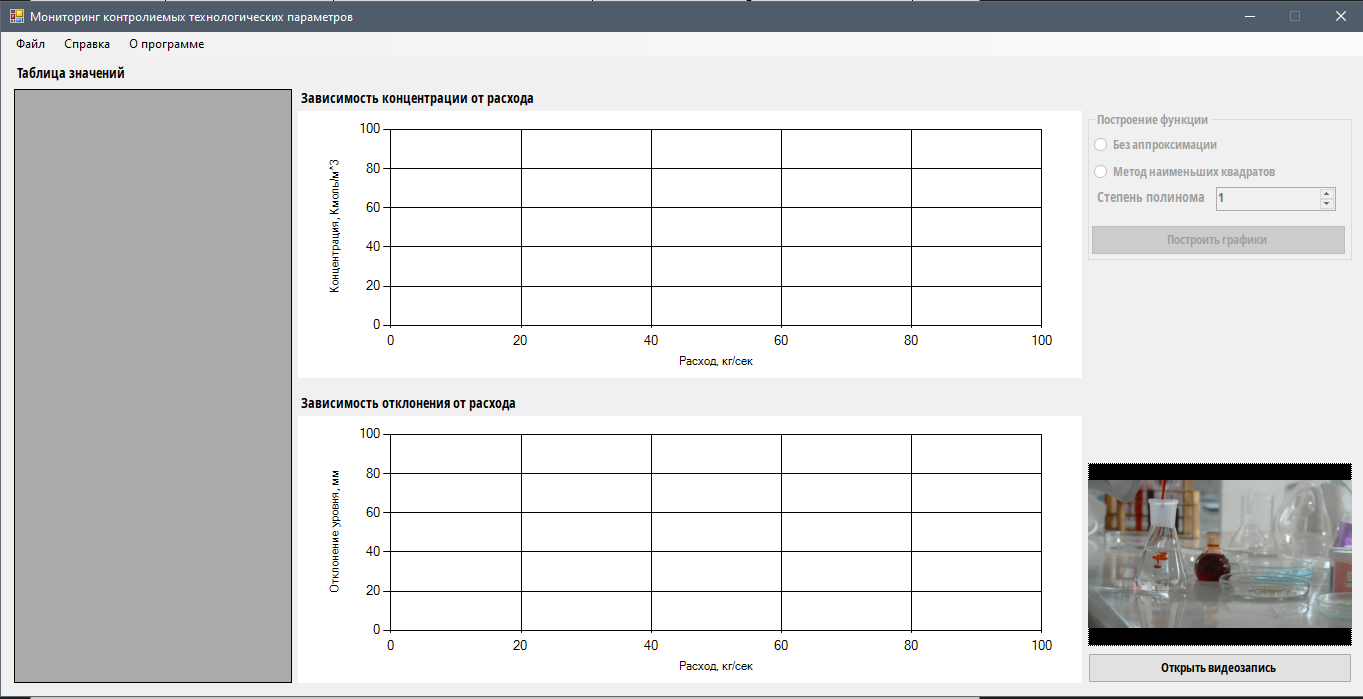 Мониторинг контролиемых технологических параметров
Файл Справка О программе
Таблица значений
Зависимость концентрации от расхода
Концентрация, Кмоль/м^3
100
80
60
40
20
0
0 20 40 60 80 100
Расход, кг/сек
Зависимость отклонения от расхода
Отклонение уровня, мм
100
80
60
40
20
0
0 20 40 60 80 100
Расход, кг/сек
Построение функции
Без аппроксимации
Метод наименьших квадратов
Степень полинома 1
Построить графики
Открыть видеозапись